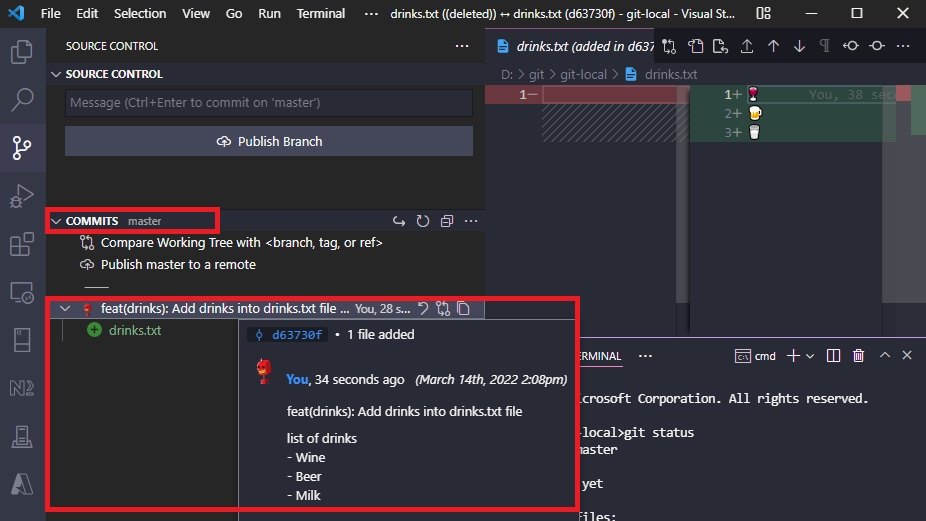 File Edit Selection View Go Run Terminal ··· drinks.txt ((deleted)) ↔ drinks.txt (d63730f) - git-local - Visual St...
SOURCE CONTROL ···
SOURCE CONTROL
Message (Ctrl+Enter to commit on 'master')
Publish Branch
COMMITS master
Compare Working Tree with <branch, tag, or ref>
Publish master to a remote
feat(drinks): Add drinks into drinks.txt file ... You, 28 s...
drinks.txt
d63730f • 1 file added
You, 34 seconds ago (March 14th, 2022 2:08pm)
feat(drinks): Add drinks into drinks.txt file
list of drinks
- Wine
- Beer
- Milk
drinks.txt (added in d637
D: > git > git-local > drinks.txt
1−
1+ 🍷 You, 38 seco
2+ 🍺
3+ 🥛
ERMINAL ··· cmd
icrosoft Corporation. All rights reserved.
-local>git status
master
yet
files: